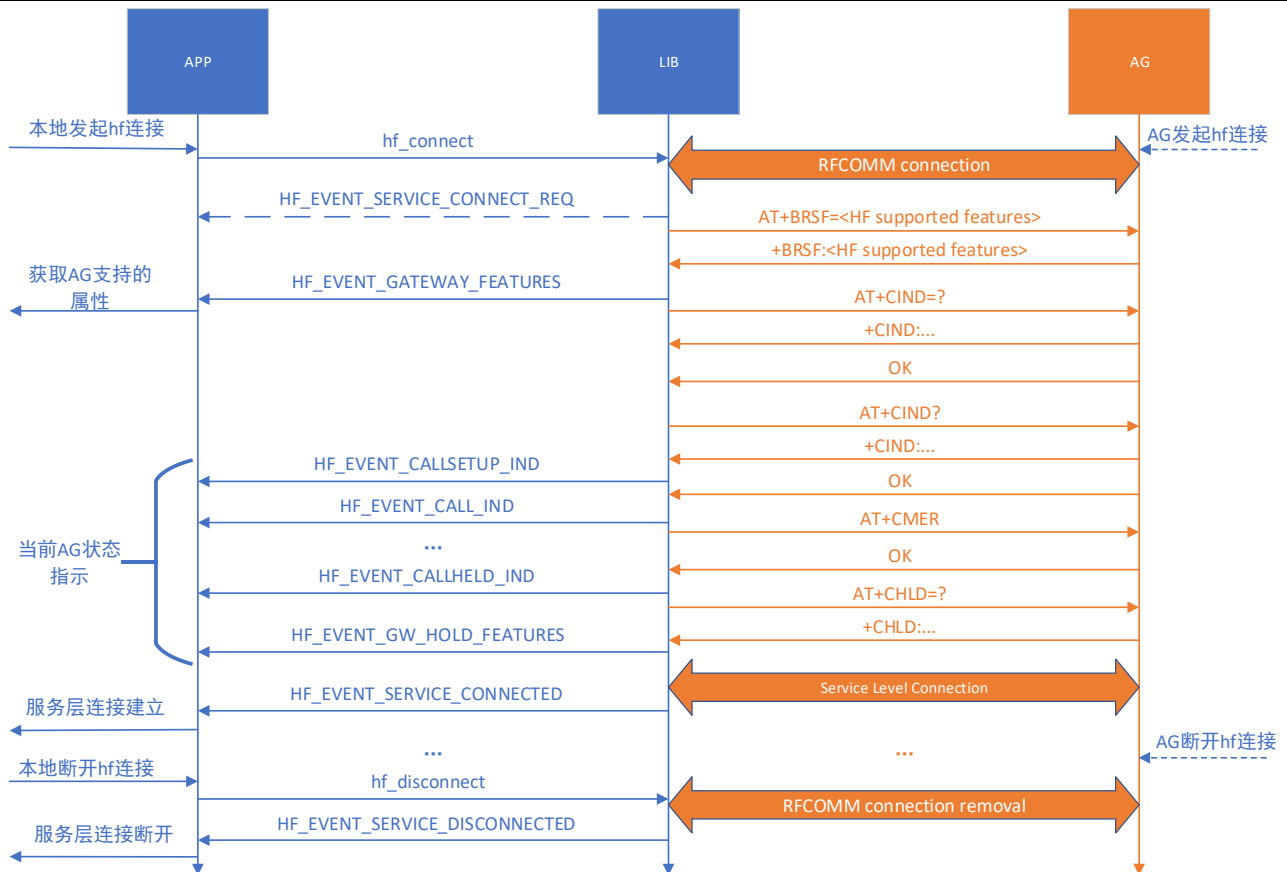 APP
LIB
AG
本地发起hf连接
hf_connect
RFCOMM connection
AG发起hf连接
HF_EVENT_SERVICE_CONNECT_REQ
AT+BRSF=<HF supported features>
+BRSF:<HF supported features>
获取AG支持的
属性
HF_EVENT_GATEWAY_FEATURES
AT+CIND=?
+CIND:...
OK
AT+CIND?
+CIND:...
HF_EVENT_CALLSETUP_IND
OK
HF_EVENT_CALL_IND
AT+CMER
当前AG状态
指示
...
OK
HF_EVENT_CALLHELD_IND
AT+CHLD=?
HF_EVENT_GW_HOLD_FEATURES
+CHLD:...
Service Level Connection
HF_EVENT_SERVICE_CONNECTED
服务层连接建立
...
...
AG断开hf连接
本地断开hf连接
hf_disconnect
RFCOMM connection removal
HF_EVENT_SERVICE_DISCONNECTED
服务层连接断开